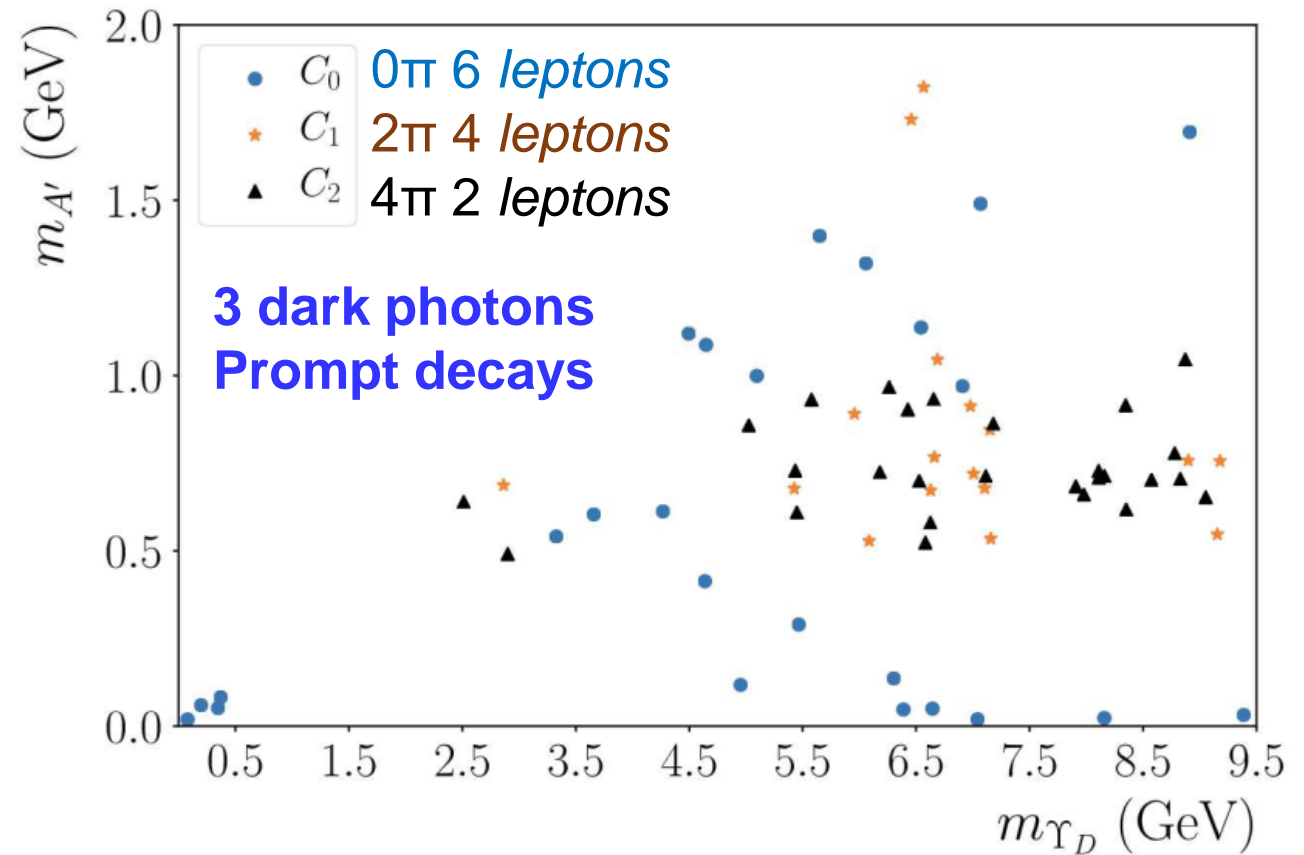 2.0
1.5
1.0
0.5
0.0
m_{A'} (GeV)
C_0 0π 6 leptons
C_1 2π 4 leptons
C_2 4π 2 leptons
3 dark photons
Prompt decays
0.5 1.5 2.5 3.5 4.5 5.5 6.5 7.5 8.5 9.5
m_{Υ_D} (GeV)